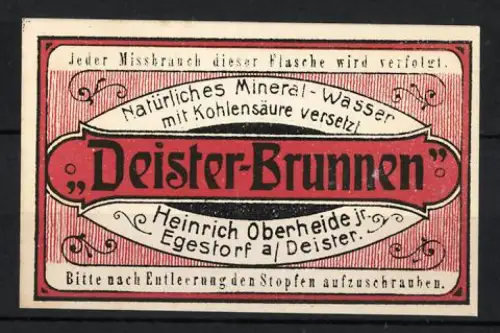 Jeder Missbrauch dieser Flasche wird verfolgt.
Natürliches Mineral-Wasser
mit Kohlensäure versetzt
„Deister-Brunnen"
Heinrich Oberheide jr.
Egestorf a/Deister.
Bitte nach Entleerung den Stopfen aufzuschrauben.